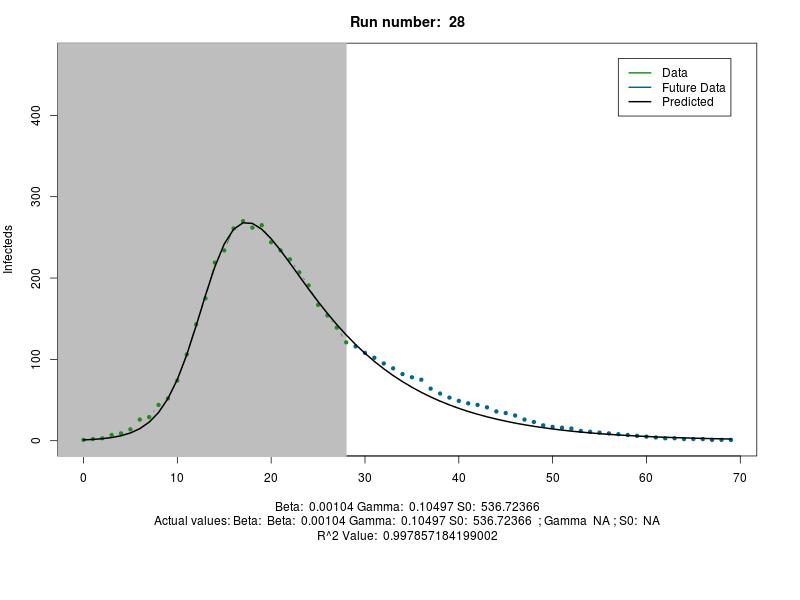 Run number: 28
Data
Future Data
Predicted
Infecteds
400
300
200
100
0
0 10 20 30 40 50 60 70
Beta: 0.00104 Gamma: 0.10497 S0: 536.72366
Actual values: Beta: Beta: 0.00104 Gamma: 0.10497 S0: 536.72366 ; Gamma NA ; S0: NA
R^2 Value: 0.997857184199002